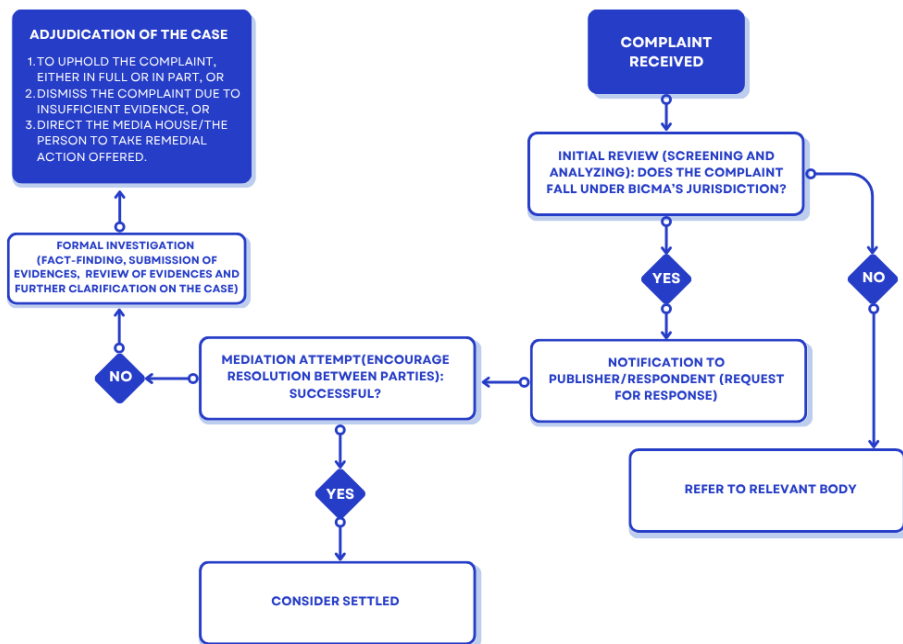 COMPLAINT
RECEIVED
INITIAL REVIEW (SCREENING AND
ANALYZING): DOES THE COMPLAINT
FALL UNDER BICMA'S JURISDICTION?
YES
NO
NOTIFICATION TO
PUBLISHER/RESPONDENT (REQUEST
FOR RESPONSE)
REFER TO RELEVANT BODY
MEDIATION ATTEMPT(ENCOURAGE
RESOLUTION BETWEEN PARTIES):
SUCCESSFUL?
YES
CONSIDER SETTLED
NO
FORMAL INVESTIGATION
(FACT-FINDING, SUBMISSION OF
EVIDENCES, REVIEW OF EVIDENCES AND
FURTHER CLARIFICATION ON THE CASE)
ADJUDICATION OF THE CASE
1. TO UPHOLD THE COMPLAINT,
EITHER IN FULL OR IN PART, OR
2. DISMISS THE COMPLAINT DUE TO
INSUFFICIENT EVIDENCE, OR
3. DIRECT THE MEDIA HOUSE/THE
PERSON TO TAKE REMEDIAL
ACTION OFFERED.